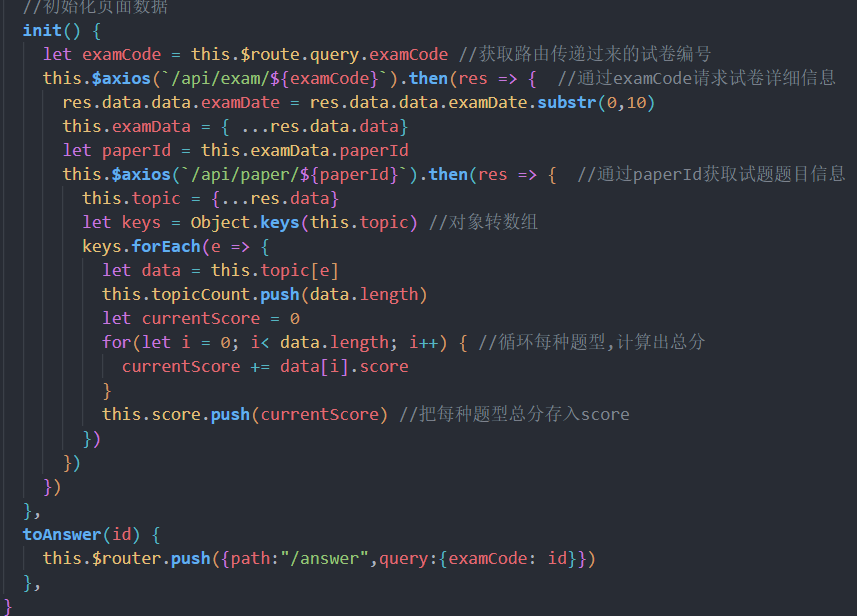 //初始化页面数据
init() {
let examCode = this.$route.query.examCode //获取路由传递过来的试卷编号
this.$axios(`/api/exam/${examCode}`).then(res => {  //通过examCode请求试卷详细信息
res.data.data.examDate = res.data.data.examDate.substr(0,10)
this.examData = { ...res.data.data}
let paperId = this.examData.paperId
this.$axios(`/api/paper/${paperId}`).then(res => {  //通过paperId获取试题题目信息
this.topic = {...res.data}
let keys = Object.keys(this.topic) //对象转数组
keys.forEach(e => {
let data = this.topic[e]
this.topicCount.push(data.length)
let currentScore = 0
for(let i = 0; i< data.length; i++) { //循环每种题型,计算出总分
currentScore += data[i].score
}
this.score.push(currentScore) //把每种题型总分存入score
})
})
})
},
toAnswer(id) {
this.$router.push({path:"/answer",query:{examCode: id}})
},
}